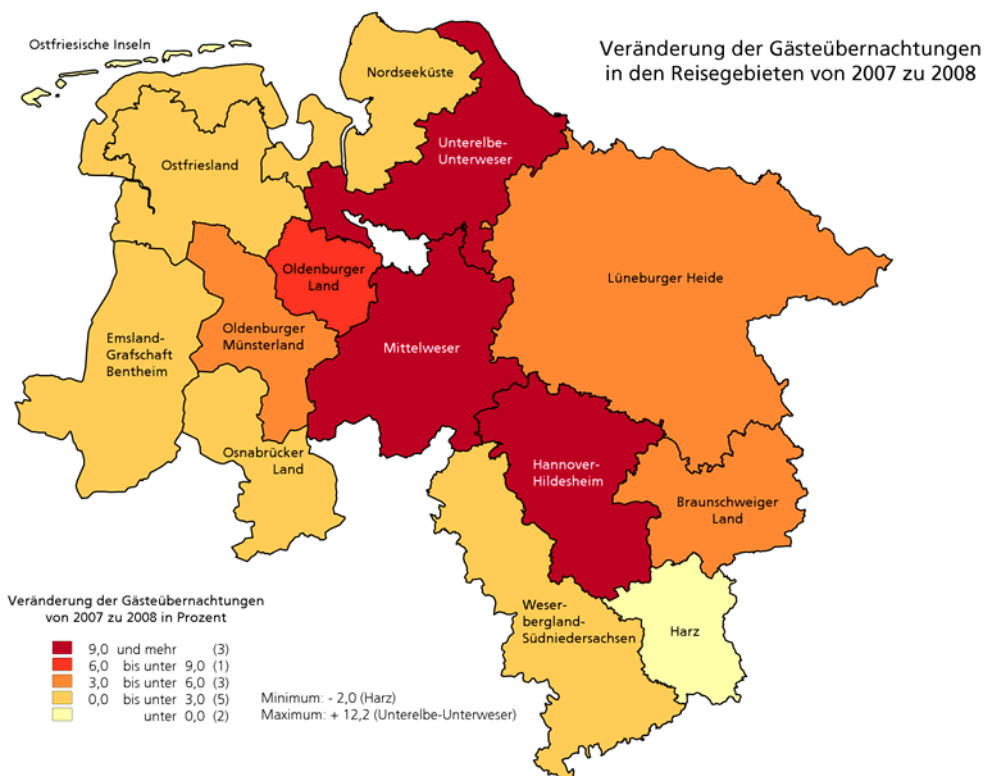 Ostfriesische Inseln
Veränderung der Gästeübernachtungen
in den Reisegebieten von 2007 zu 2008
Nordseeküste
Unterelbe-
Unterweser
Ostfriesland
Oldenburger
Land
Lüneburger Heide
Oldenburger
Münsterland
Emsland-
Grafschaft
Bentheim
Mittelweser
Osnabrücker
Land
Hannover-
Hildesheim
Braunschweiger
Land
Weser-
bergland-
Südniedersachsen
Harz
Veränderung der Gästeübernachtungen
von 2007 zu 2008 in Prozent
9,0 und mehr (3)
6,0 bis unter 9,0 (1)
3,0 bis unter 6,0 (3)
0,0 bis unter 3,0 (5)
unter 0,0 (2)
Minimum: - 2,0 (Harz)
Maximum: + 12,2 (Unterelbe-Unterweser)